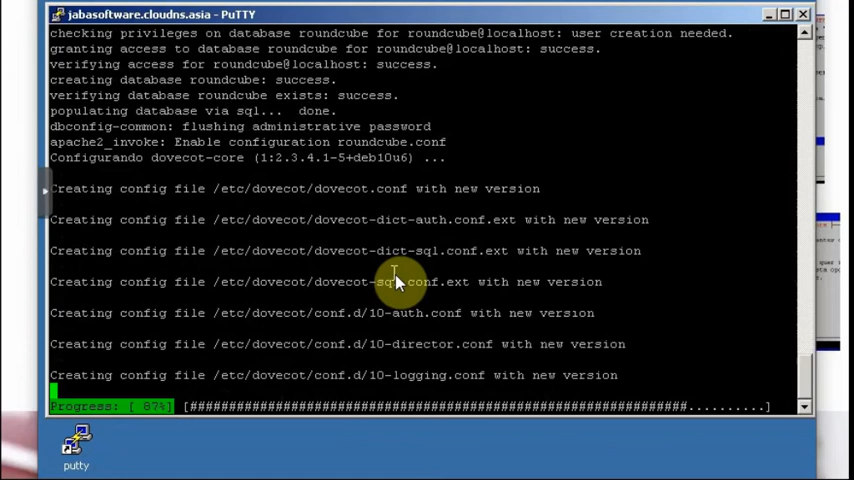 jabasoftware.cloudns.asia - PuTTY
checking privileges on database roundcube for roundcube@localhost: user creation needed.
granting access to database roundcube for roundcube@localhost: success.
verifying access for roundcube@localhost: success.
creating database roundcube: success.
verifying database roundcube exists: success.
populating database via sql...  done.
dbconfig-common: flushing administrative password
apache2_invoke: Enable configuration roundcube.conf
Configurando dovecot-core (1:2.3.4.1-5+deb10u6) ...
Creating config file /etc/dovecot/dovecot.conf with new version
Creating config file /etc/dovecot/dovecot-dict-auth.conf.ext with new version
Creating config file /etc/dovecot/dovecot-dict-sql.conf.ext with new version
Creating config file /etc/dovecot/dovecot-sql.conf.ext with new version
Creating config file /etc/dovecot/conf.d/10-auth.conf with new version
Creating config file /etc/dovecot/conf.d/10-director.conf with new version
Creating config file /etc/dovecot/conf.d/10-logging.conf with new version
Progress: [ 87%] [################################################################..........]
putty